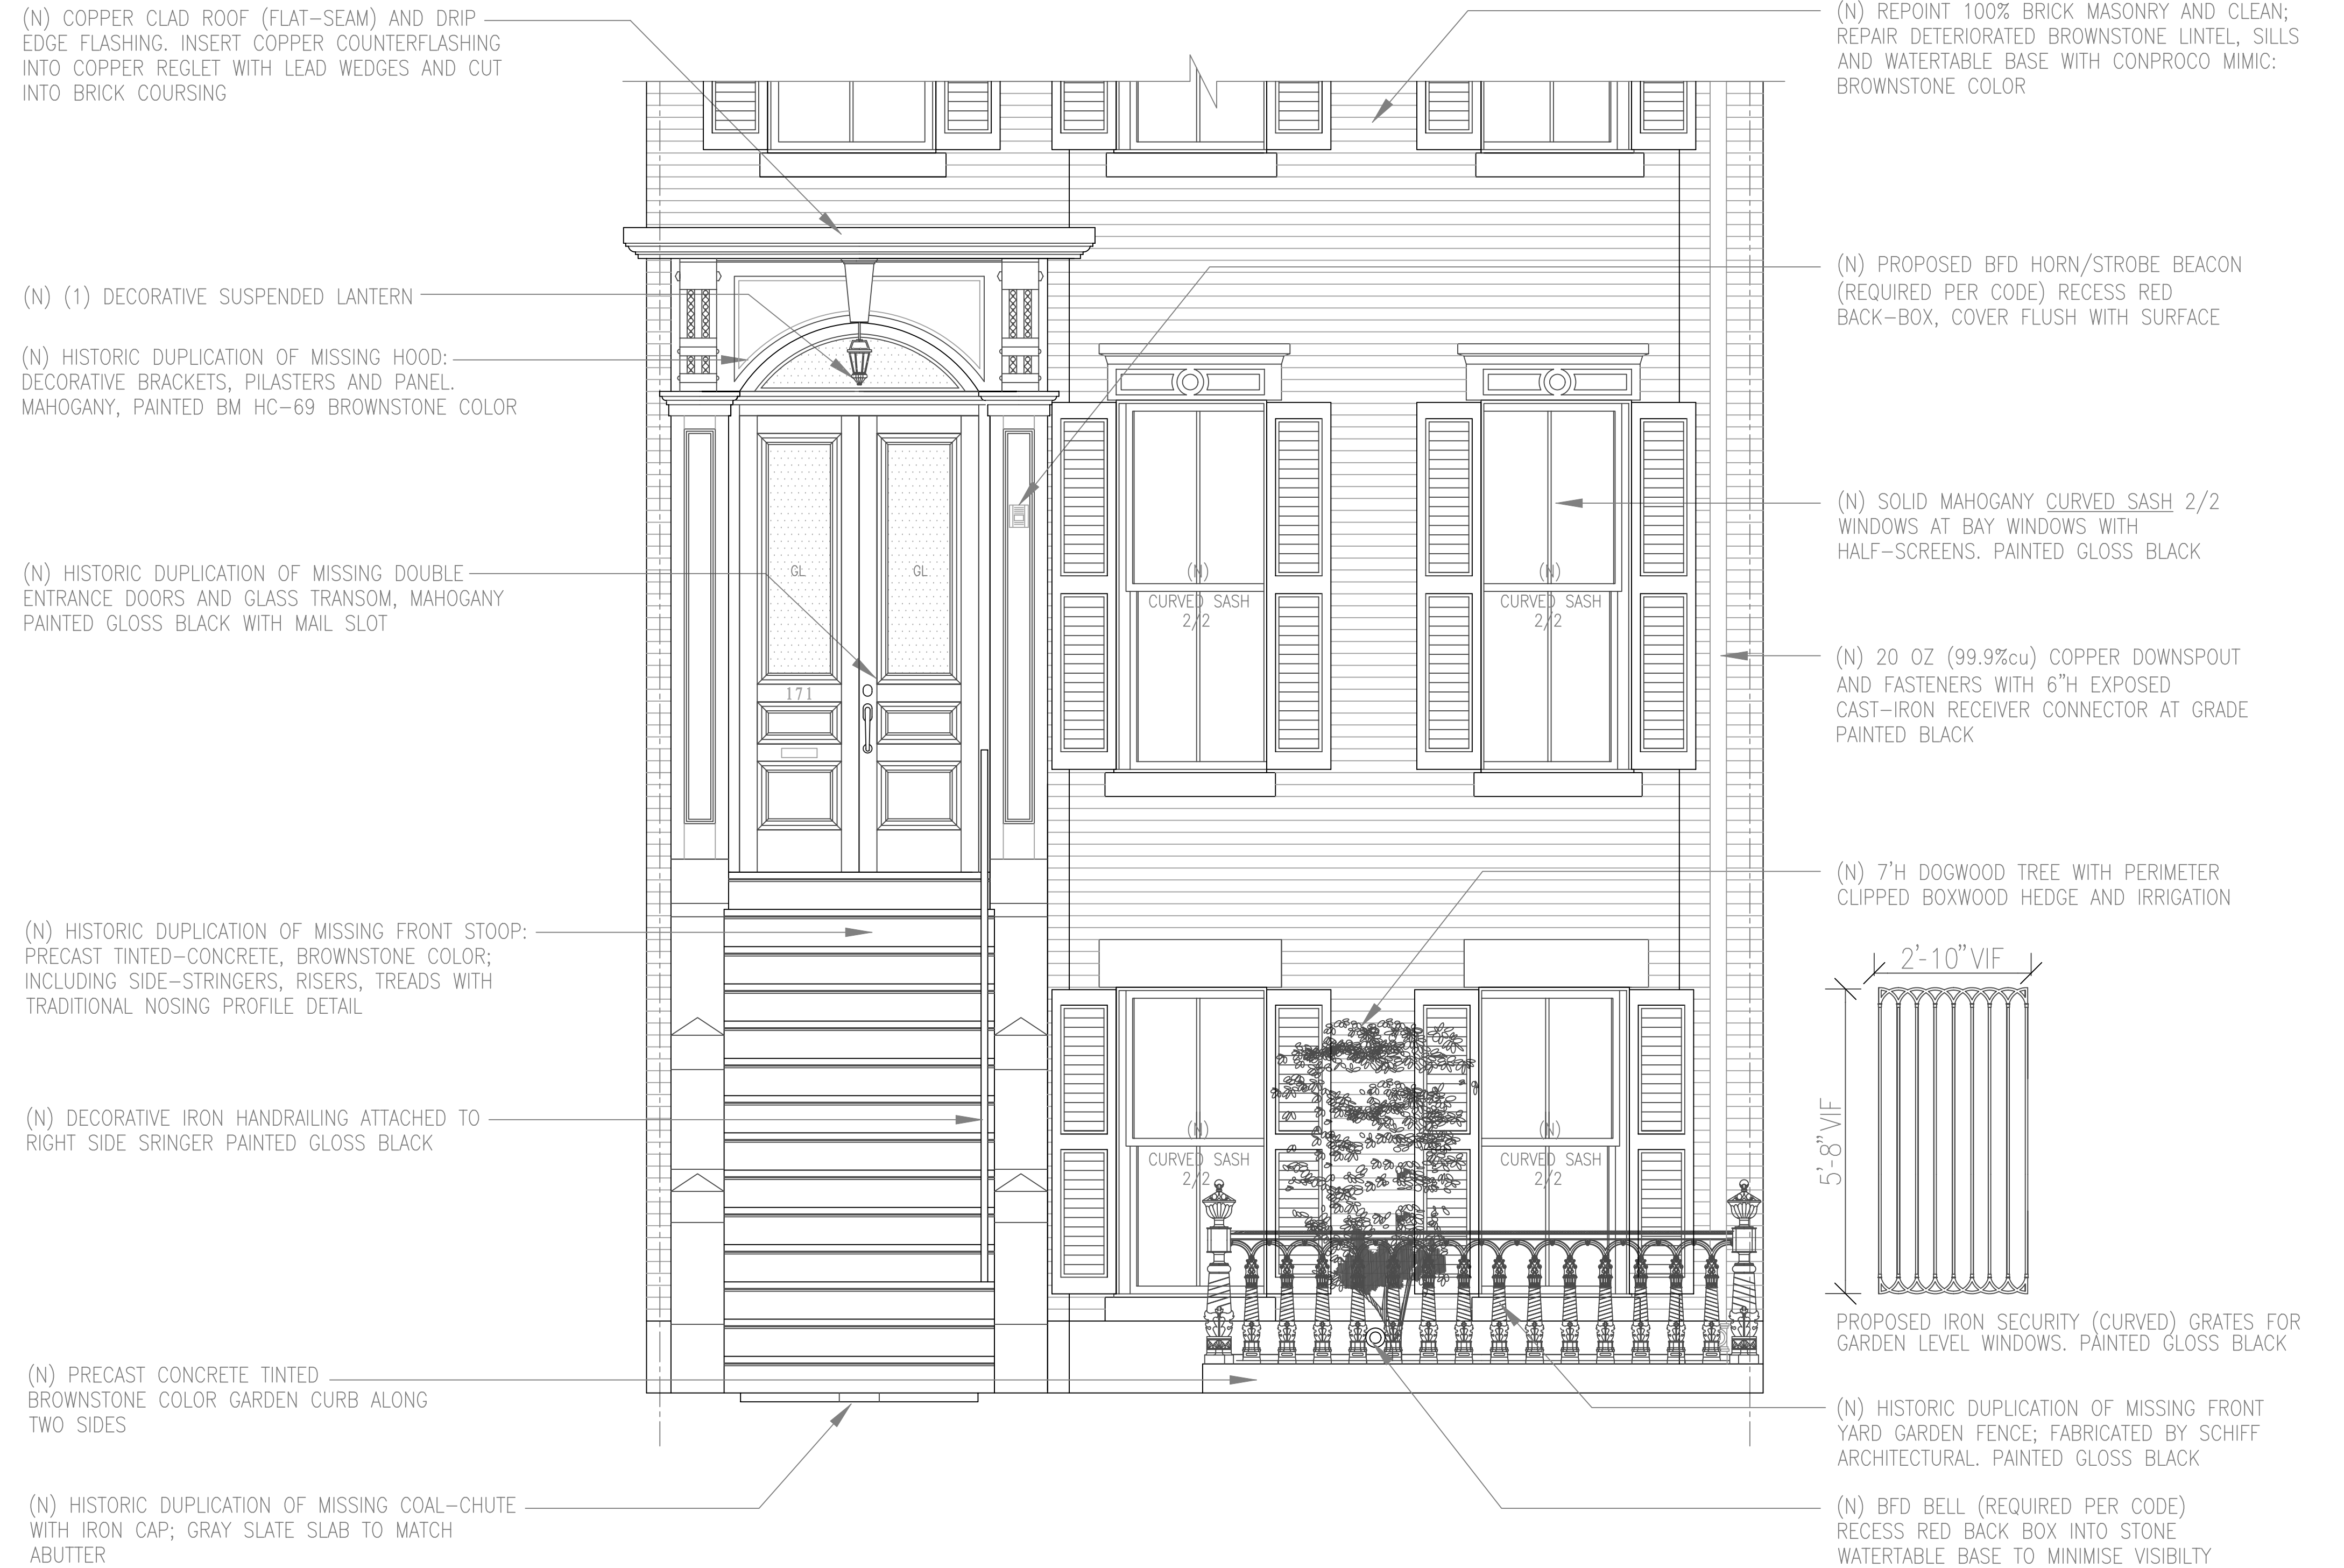 (N) COPPER CLAD ROOF (FLAT-SEAM) AND DRIP
EDGE FLASHING. INSERT COPPER COUNTERFLASHING
INTO COPPER REGLET WITH LEAD WEDGES AND CUT
INTO BRICK COURSING
(N) (1) DECORATIVE SUSPENDED LANTERN
(N) HISTORIC DUPLICATION OF MISSING HOOD:
DECORATIVE BRACKETS, PILASTERS AND PANEL.
MAHOGANY, PAINTED BM HC-69 BROWNSTONE COLOR
(N) HISTORIC DUPLICATION OF MISSING DOUBLE
ENTRANCE DOORS AND GLASS TRANSOM, MAHOGANY
PAINTED GLOSS BLACK WITH MAIL SLOT
(N) HISTORIC DUPLICATION OF MISSING FRONT STOOP:
PRECAST TINTED-CONCRETE, BROWNSTONE COLOR;
INCLUDING SIDE-STRINGERS, RISERS, TREADS WITH
TRADITIONAL NOSING PROFILE DETAIL
(N) DECORATIVE IRON HANDRAILING ATTACHED TO
RIGHT SIDE SRINGER PAINTED GLOSS BLACK
(N) PRECAST CONCRETE TINTED
BROWNSTONE COLOR GARDEN CURB ALONG
TWO SIDES
(N) HISTORIC DUPLICATION OF MISSING COAL-CHUTE
WITH IRON CAP; GRAY SLATE SLAB TO MATCH
ABUTTER
GL
GL
171
(N)
CURVED SASH
2/2
(N)
CURVED SASH
2/2
(N)
CURVED SASH
2/2
(N)
CURVED SASH
2/2
(N) REPOINT 100% BRICK MASONRY AND CLEAN;
REPAIR DETERIORATED BROWNSTONE LINTEL, SILLS
AND WATERTABLE BASE WITH CONPROCO MIMIC:
BROWNSTONE COLOR
(N) PROPOSED BFD HORN/STROBE BEACON
(REQUIRED PER CODE) RECESS RED
BACK-BOX, COVER FLUSH WITH SURFACE
(N) SOLID MAHOGANY CURVED SASH 2/2
WINDOWS AT BAY WINDOWS WITH
HALF-SCREENS. PAINTED GLOSS BLACK
(N) 20 OZ (99.9%cu) COPPER DOWNSPOUT
AND FASTENERS WITH 6"H EXPOSED
CAST-IRON RECEIVER CONNECTOR AT GRADE
PAINTED BLACK
(N) 7'H DOGWOOD TREE WITH PERIMETER
CLIPPED BOXWOOD HEDGE AND IRRIGATION
2'-10" VIF
5'-8" VIF
PROPOSED IRON SECURITY (CURVED) GRATES FOR
GARDEN LEVEL WINDOWS. PAINTED GLOSS BLACK
(N) HISTORIC DUPLICATION OF MISSING FRONT
YARD GARDEN FENCE; FABRICATED BY SCHIFF
ARCHITECTURAL. PAINTED GLOSS BLACK
(N) BFD BELL (REQUIRED PER CODE)
RECESS RED BACK BOX INTO STONE
WATERTABLE BASE TO MINIMISE VISIBILTY